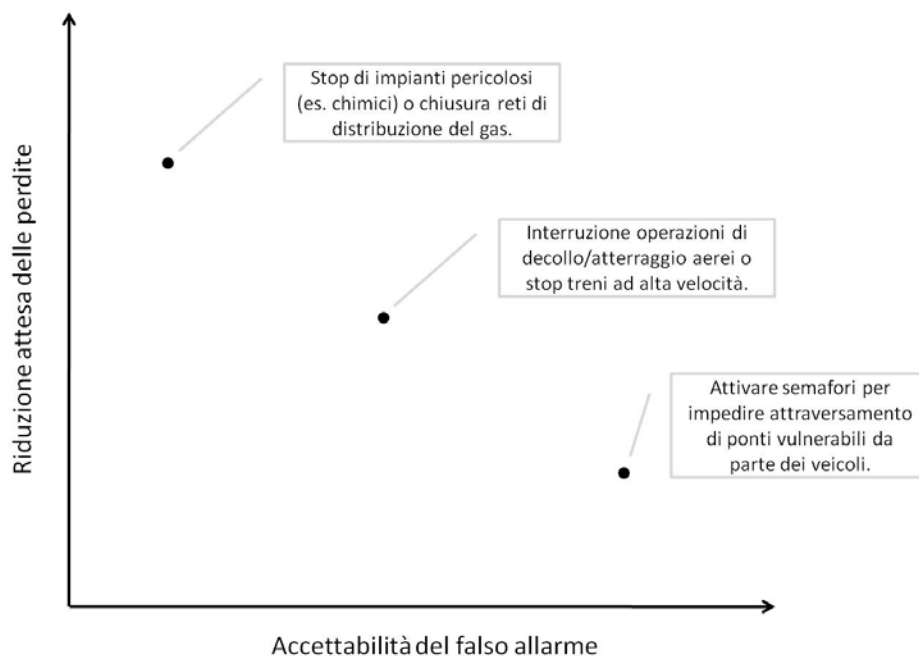 Riduzione attesa delle perdite
Stop di impianti pericolosi
(es. chimici) o chiusura reti di
distribuzione del gas.
Interruzione operazioni di
decollo/atterraggio aerei o
stop treni ad alta velocità.
Attivare semafori per
impedire attraversamento
di ponti vulnerabili da
parte dei veicoli.
Accettabilità del falso allarme